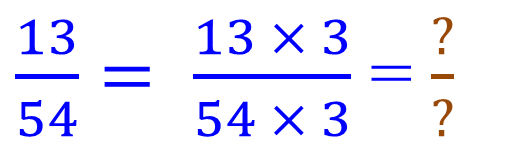 13/54 = (13 × 3)/(54 × 3) = ?/?